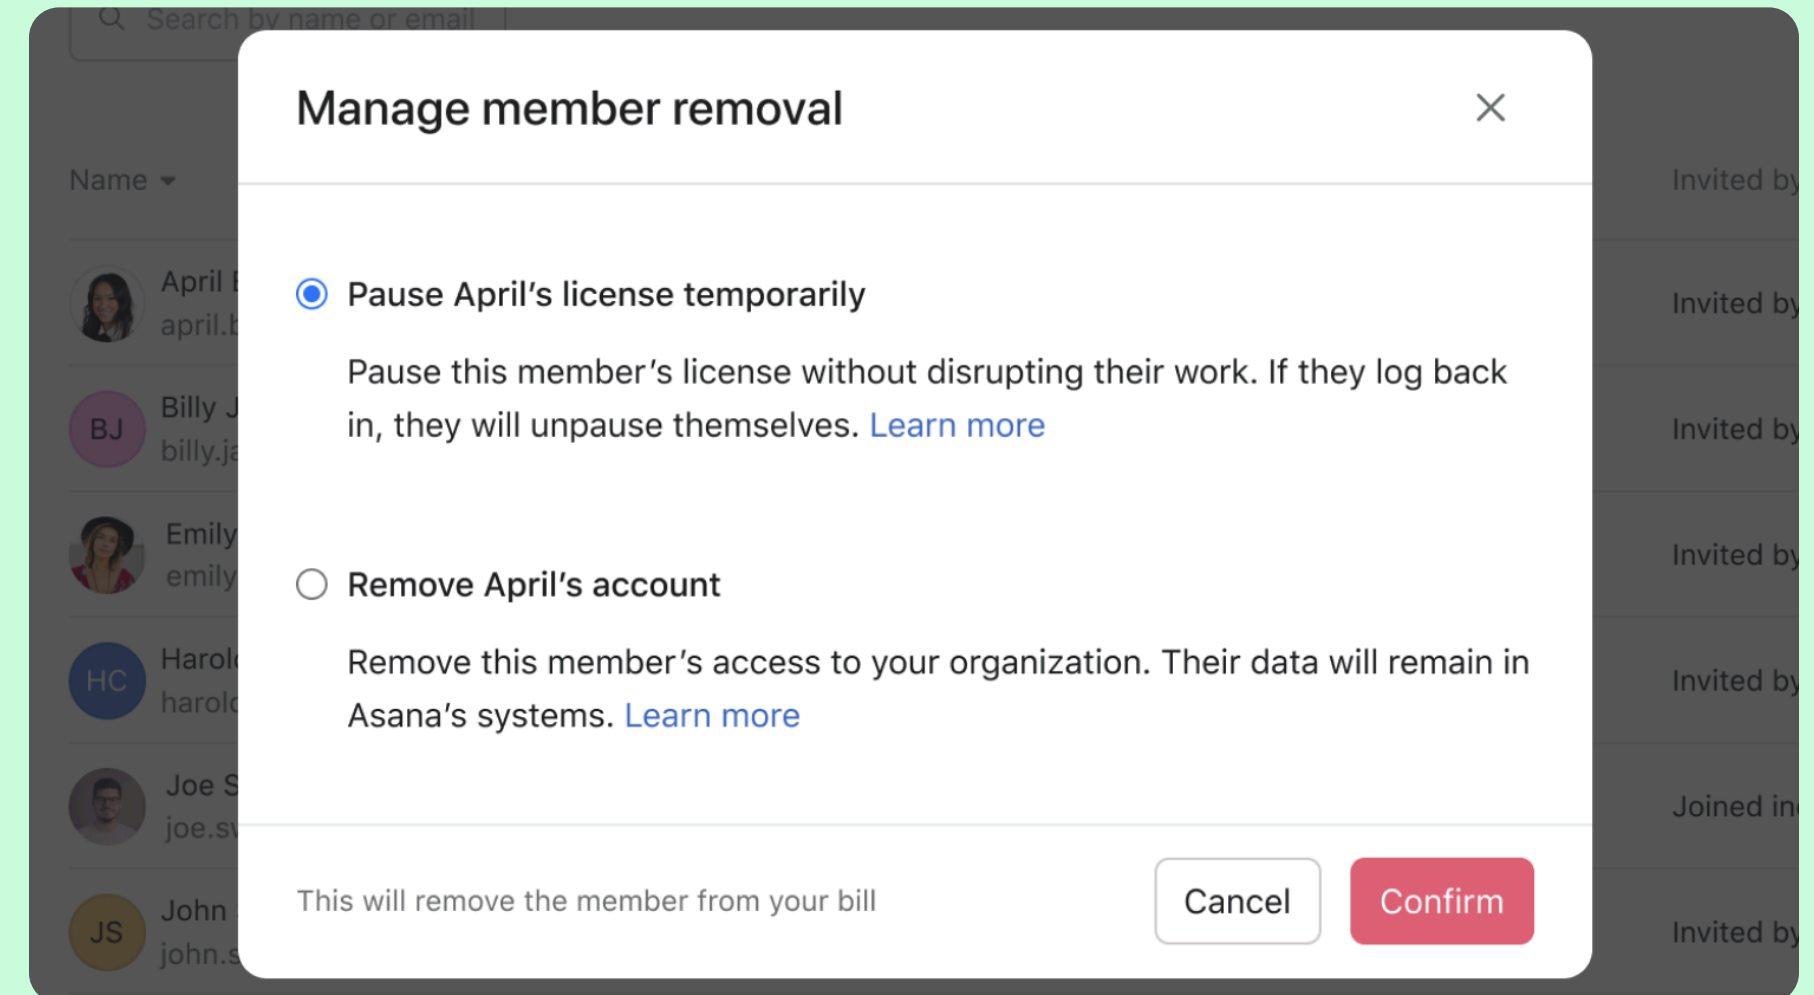 Search by name or email
Manage member removal
Name
Invited by
April
april.b
Invited by
Pause April's license temporarily
Pause this member's license without disrupting their work. If they log back
in, they will unpause themselves. Learn more
BJ
Billy J
billy.ja
Invited by
Emily
emily
Invited by
Remove April's account
Remove this member's access to your organization. Their data will remain in
Asana's systems. Learn more
HC
Harol
harol
Invited by
Joe S
joe.s
Joined in
This will remove the member from your bill
Cancel
Confirm
JS
John
john.s
Invited by